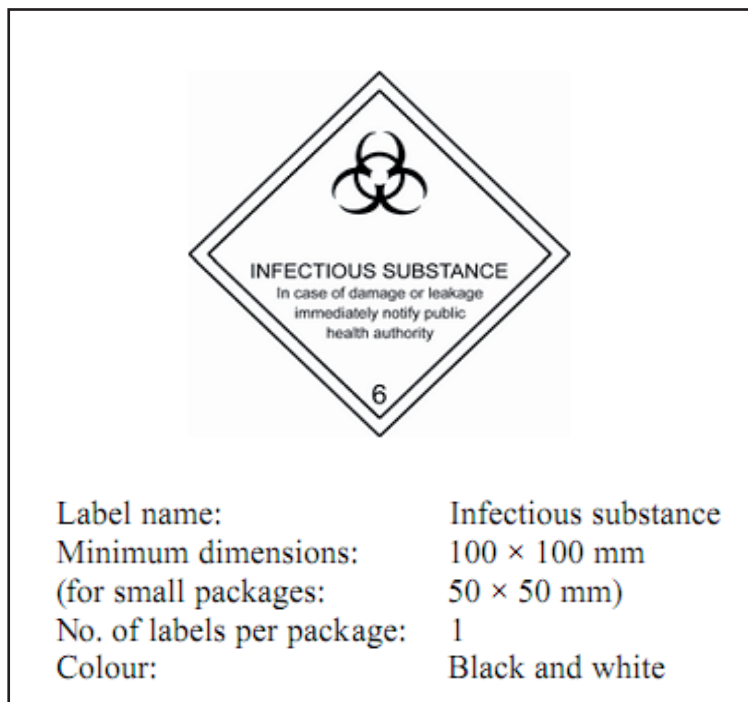 INFECTIOUS SUBSTANCE
In case of damage or leakage
immediately notify public
health authority
6
Label name: Infectious substance
Minimum dimensions: 100 × 100 mm
(for small packages: 50 × 50 mm)
No. of labels per package: 1
Colour: Black and white